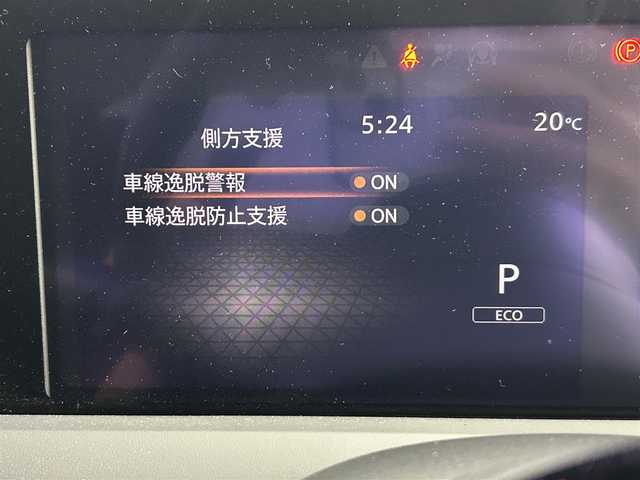 P
側方支援
5:24
20℃
車線逸脱警報
ON
車線逸脱防止支援
ON
P
ECO